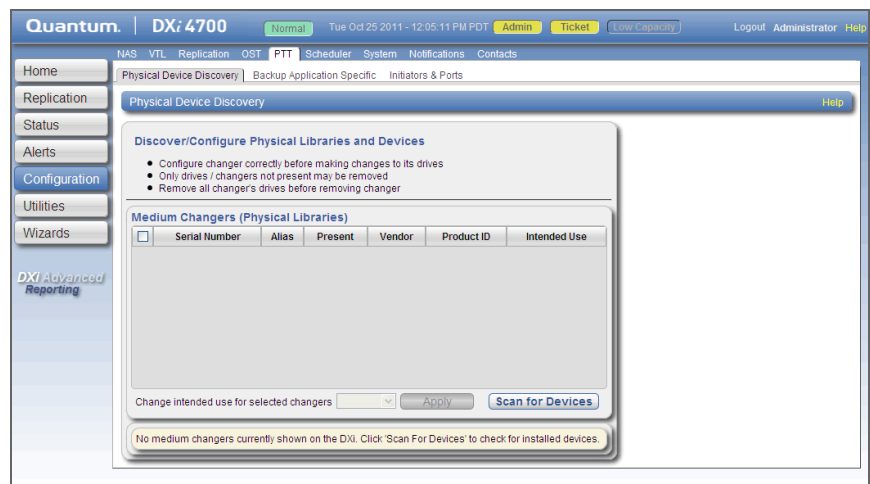 Quantum. DXi 4700 Normal Tue Oct 25 2011 - 12:05:11 PM PDT Admin Ticket Low Capacity Logout Administrator Help
NAS VTL Replication OST PTT Scheduler System Notifications Contacts
Physical Device Discovery Backup Application Specific Initiators & Ports
Home
Replication
Status
Alerts
Configuration
Utilities
Wizards
DXi Advanced
Reporting
Physical Device Discovery Help
Discover/Configure Physical Libraries and Devices
• Configure changer correctly before making changes to its drives
• Only drives / changers not present may be removed
• Remove all changer's drives before removing changer
Medium Changers (Physical Libraries)
Serial Number Alias Present Vendor Product ID Intended Use
Change intended use for selected changers Apply Scan for Devices
No medium changers currently shown on the DXi. Click 'Scan For Devices' to check for installed devices.